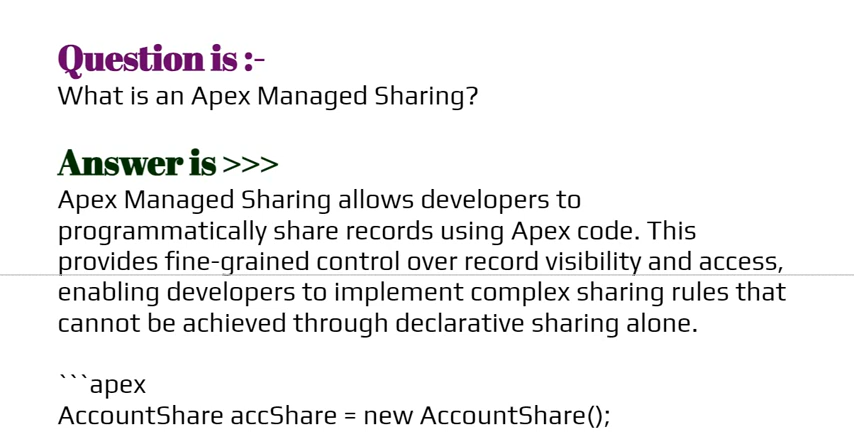 Question is :-
What is an Apex Managed Sharing?
Answer is >>>
Apex Managed Sharing allows developers to
programmatically share records using Apex code. This
provides fine-grained control over record visibility and access,
enabling developers to implement complex sharing rules that
cannot be achieved through declarative sharing alone.
```apex
AccountShare accShare = new AccountShare();